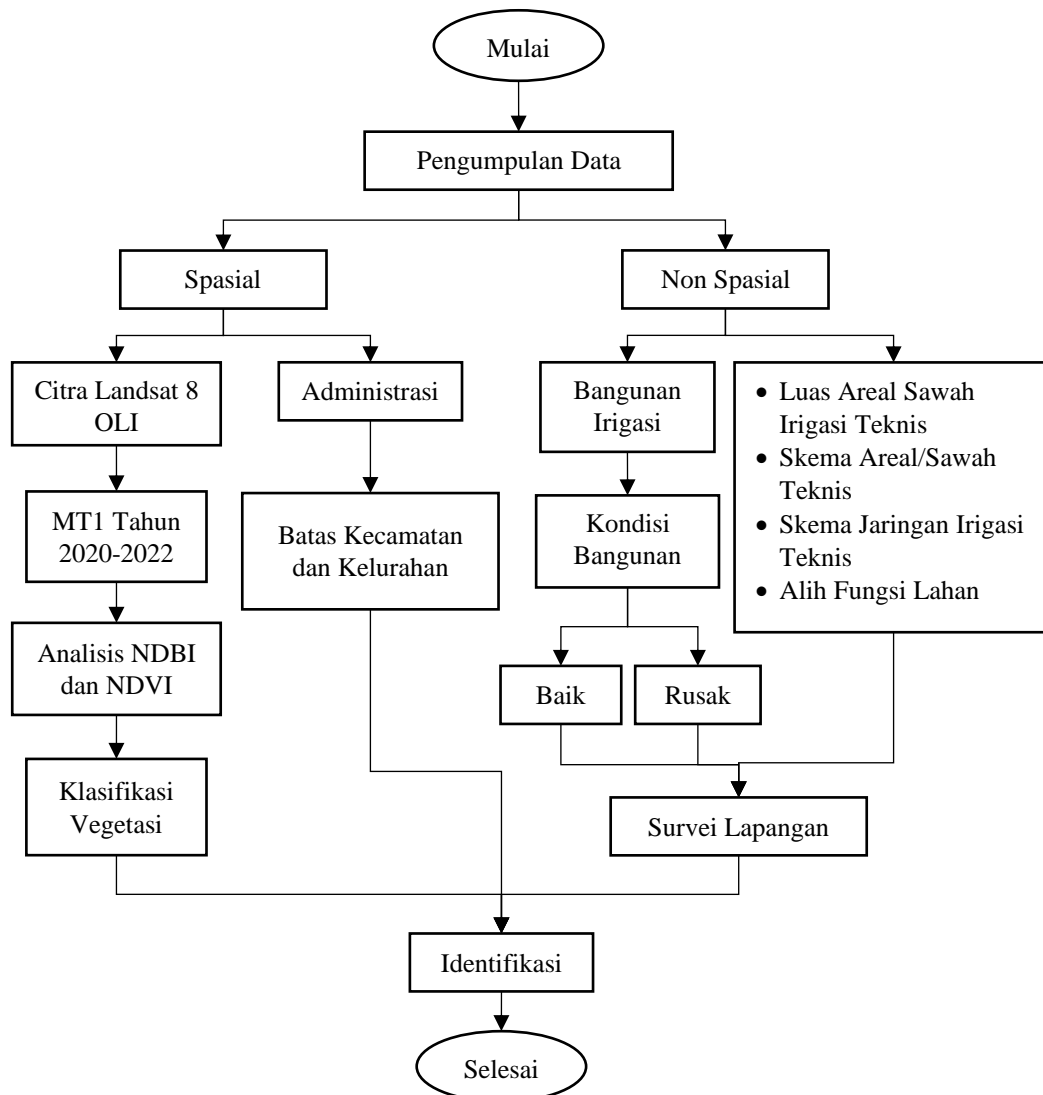 Mulai
Pengumpulan Data
Spasial
Non Spasial
Citra Landsat 8
OLI
Administrasi
Bangunan
Irigasi
• Luas Areal Sawah
Irigasi Teknis
• Skema Areal/Sawah
Teknis
• Skema Jaringan Irigasi
Teknis
• Alih Fungsi Lahan
MT1 Tahun
2020-2022
Batas Kecamatan
dan Kelurahan
Kondisi
Bangunan
Analisis NDBI
dan NDVI
Baik
Rusak
Klasifikasi
Vegetasi
Survei Lapangan
Identifikasi
Selesai